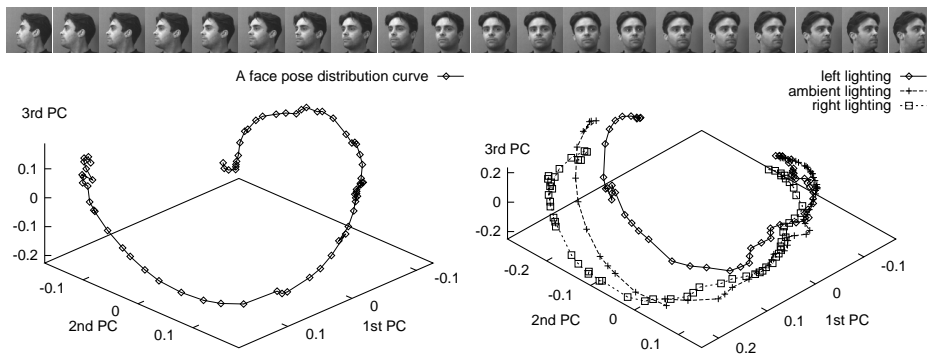 A face pose distribution curve
3rd PC
0.1
0
-0.1
-0.2
-0.1
0
0.1
2nd PC
0.1
0
-0.1
1st PC
left lighting
ambient lighting
right lighting
3rd PC
0.2
0
-0.2
-0.2
-0.1
0
0.1
2nd PC
0.2
0.1
0
-0.1
1st PC